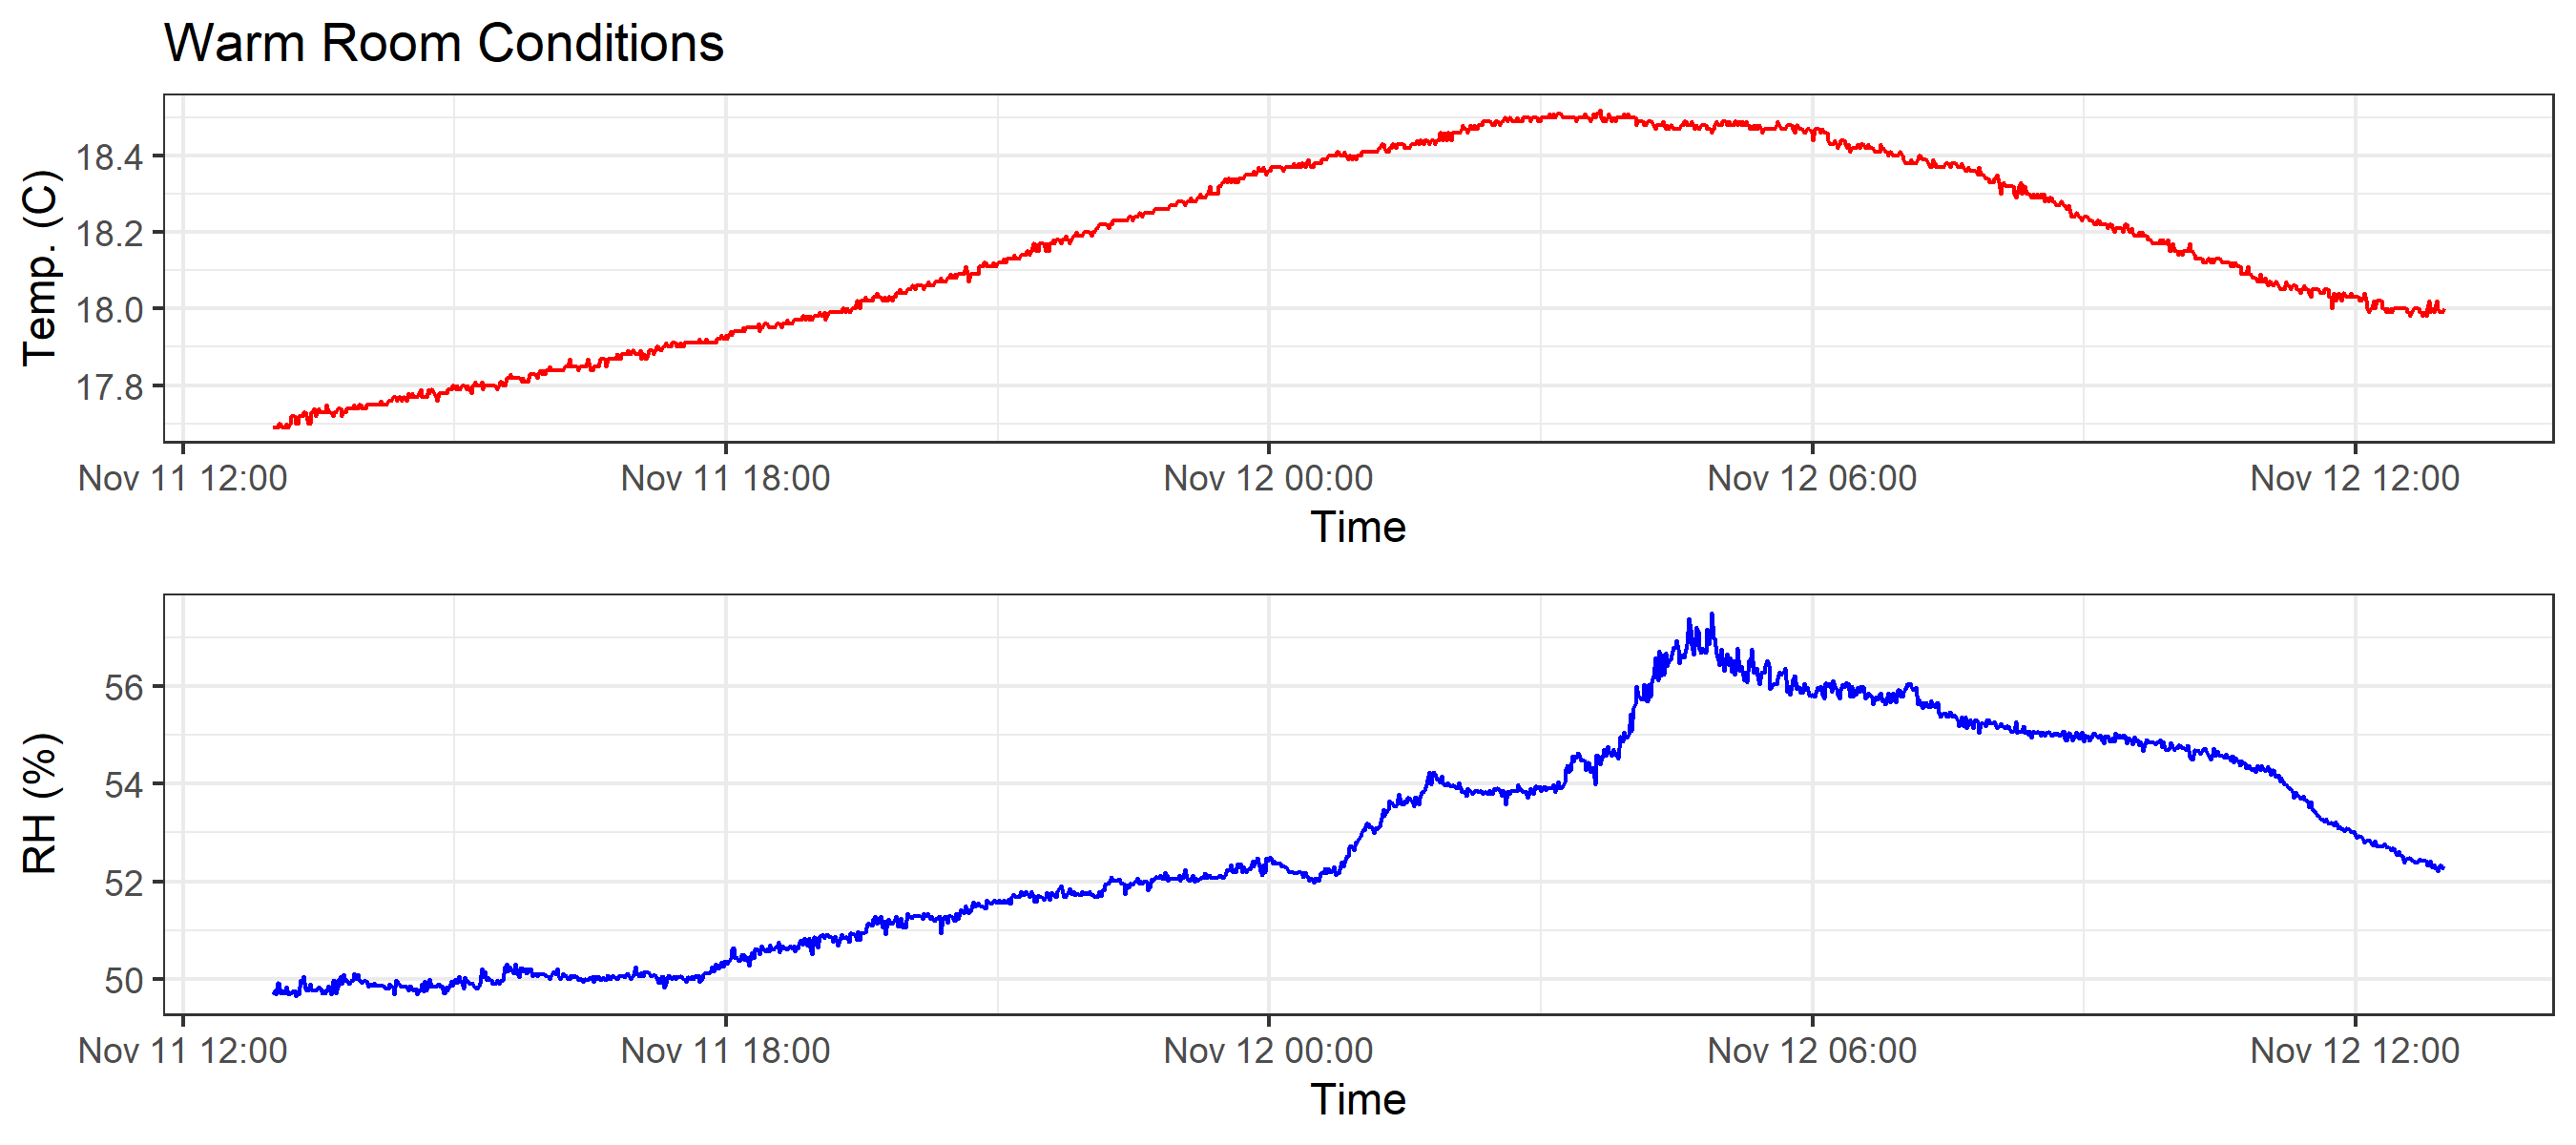 Warm Room Conditions
Temp. (C)
18.4
18.2
18.0
17.8
Nov 11 12:00 Nov 11 18:00 Nov 12 00:00 Nov 12 06:00 Nov 12 12:00
Time
RH (%)
56
54
52
50
Nov 11 12:00 Nov 11 18:00 Nov 12 00:00 Nov 12 06:00 Nov 12 12:00
Time